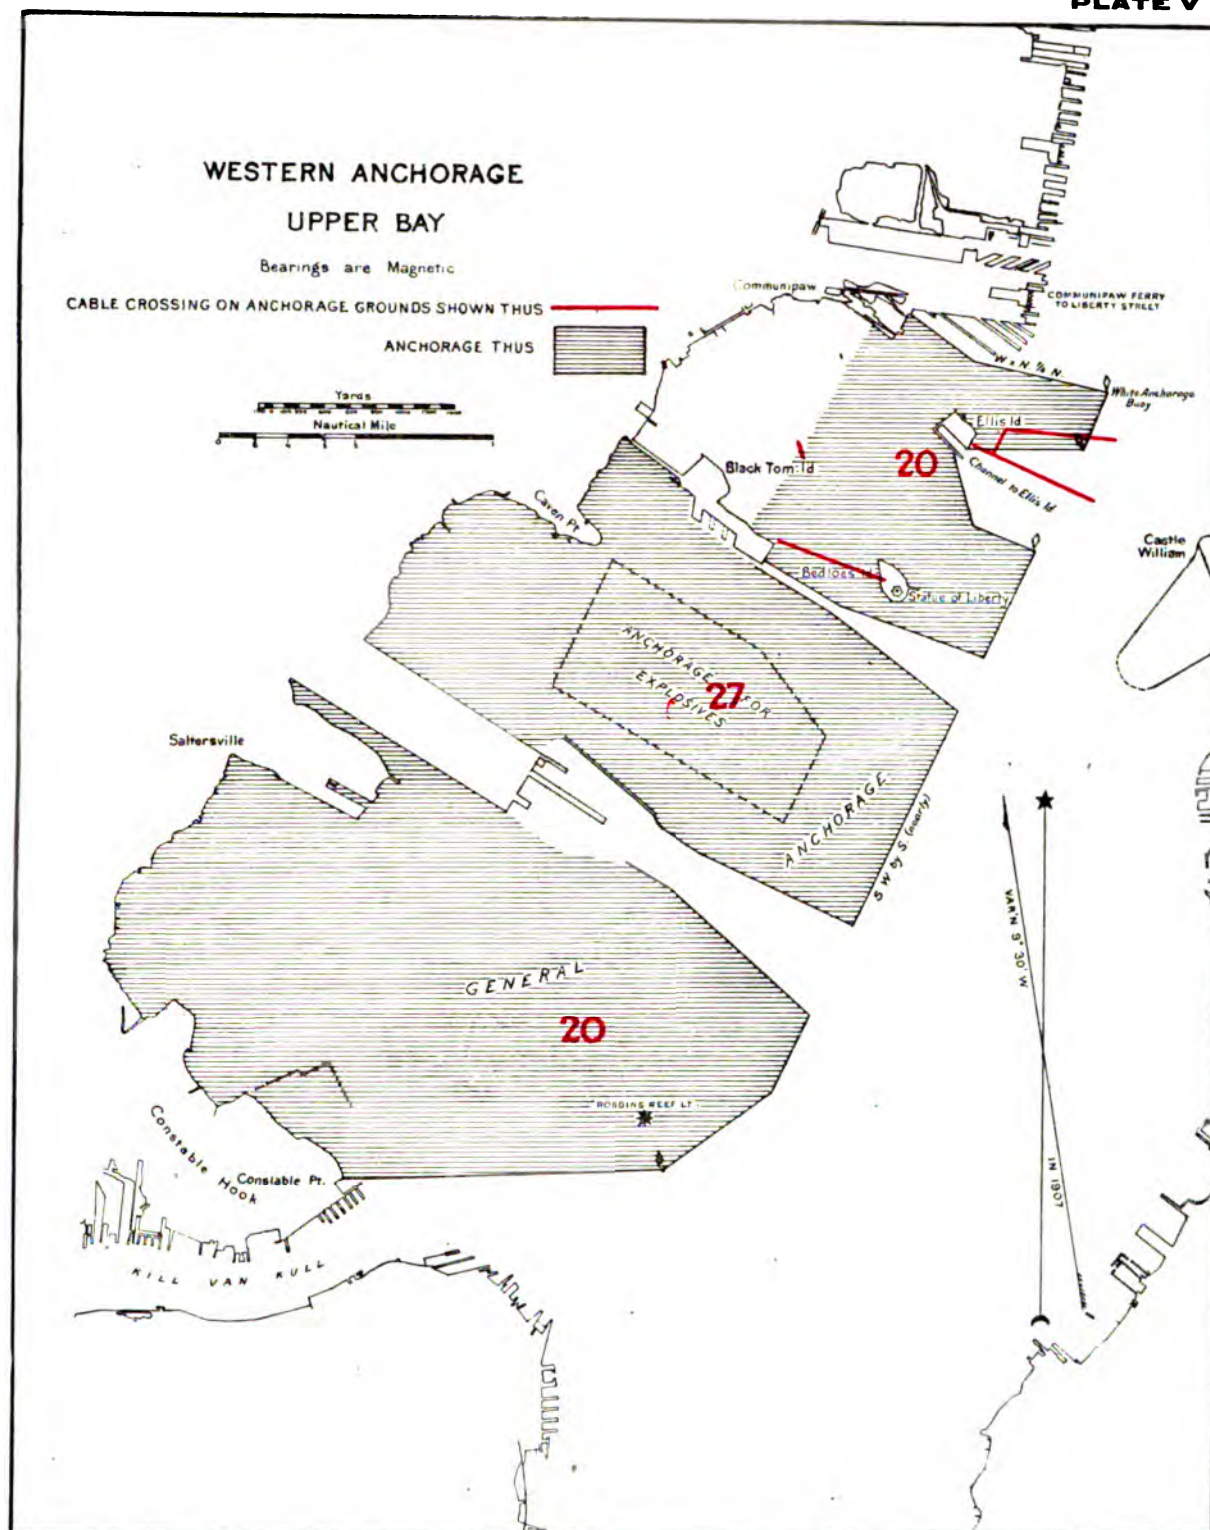 PLATE V
WESTERN ANCHORAGE
UPPER BAY
Bearings are Magnetic
CABLE CROSSING ON ANCHORAGE GROUNDS SHOWN THUS
ANCHORAGE THUS
Yards
Nautical Mile
Communipaw
COMMUNIPAW FERRY
TO LIBERTY STREET
W x N. ⅞ N.
White Anchorage
Buoy
Ellis Id
20
Channel to Ellis Id
Black Tom Id
Caven Pt
Castle
William
Bedloes Id
Statue of Liberty
ANCHORAGE FOR
EXPLOSIVES
27
Saltersville
ANCHORAGE
S W by S. (nearly)
VAR'N 9° 30' W
IN 1907
GENERAL
20
ROBBINS REEF LT
Constable Hook
Constable Pt.
KILL VAN KULL